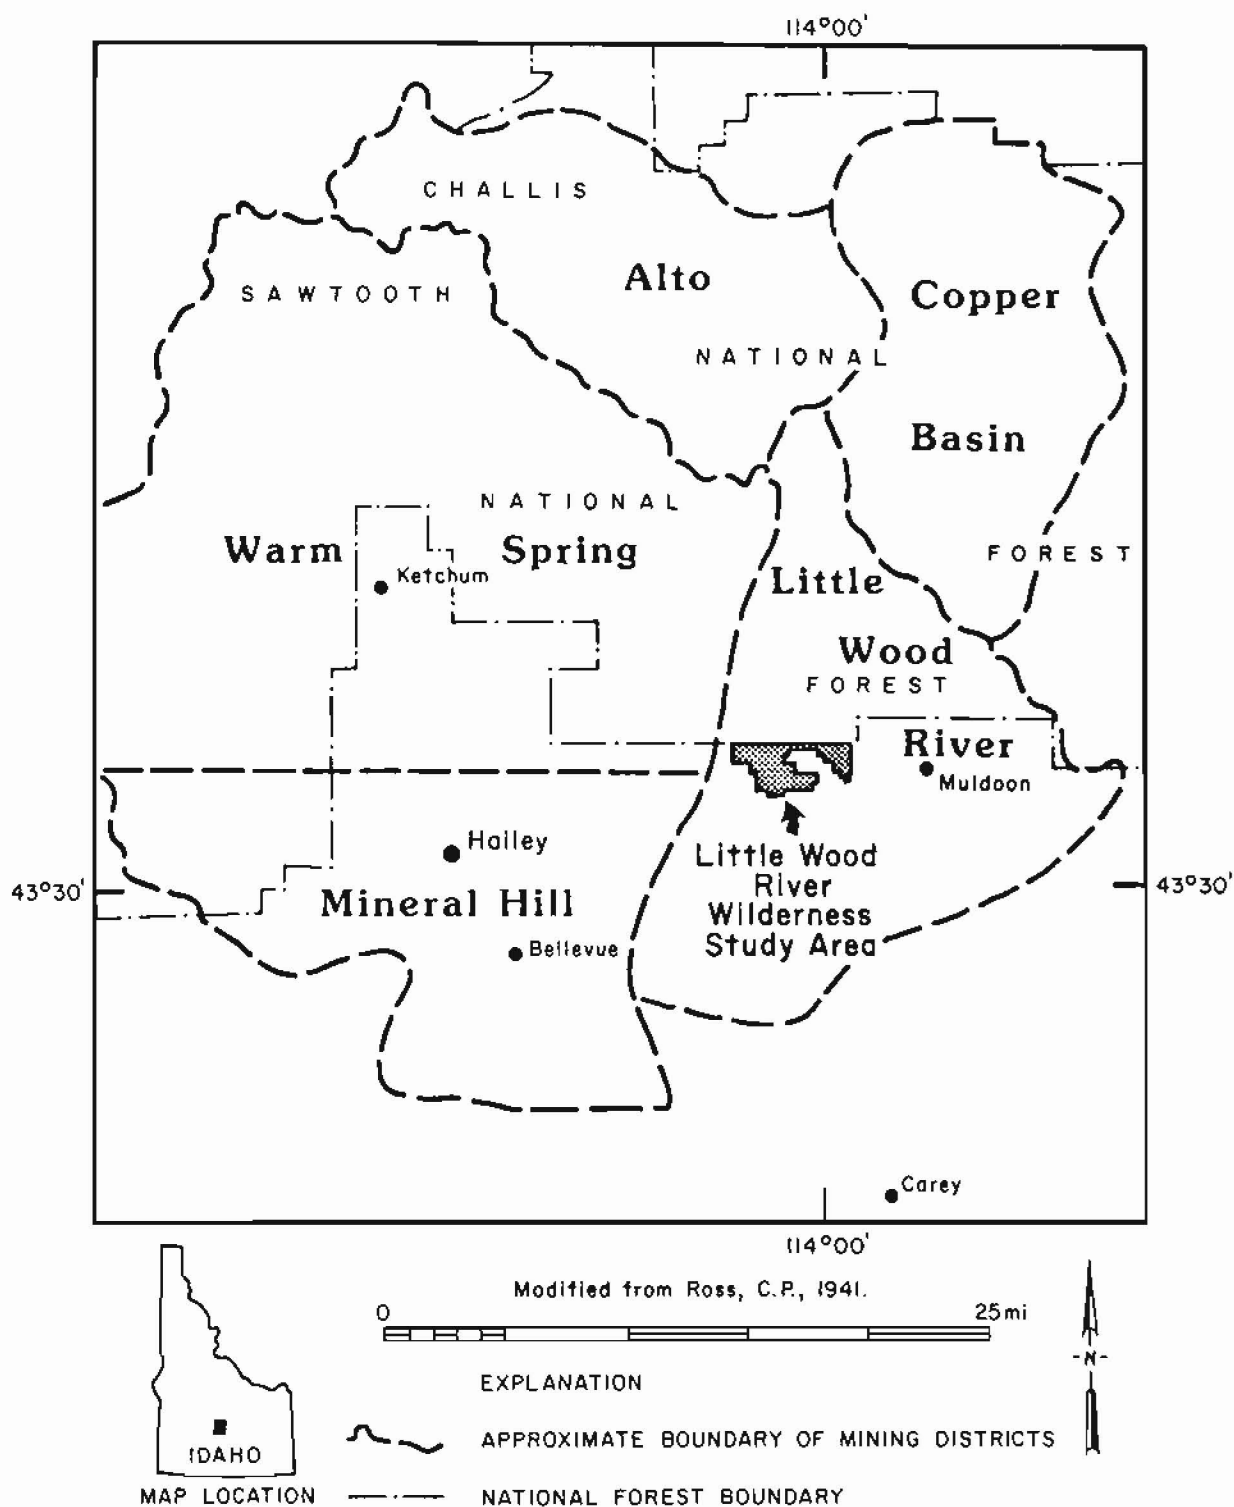 114°00'
CHALLIS
SAWTOOTH
Alto
Copper
NATIONAL
Basin
NATIONAL
Warm Spring
FOREST
Ketchum
Little
Wood
FOREST
River
Muldoon
Hailey
Little Wood
River
Wilderness
Study Area
43°30'
43°30'
Mineral Hill
Bellevue
Carey
114°00'
Modified from Ross, C.P., 1941.
0 25mi
-N-
EXPLANATION
APPROXIMATE BOUNDARY OF MINING DISTRICTS
IDAHO
MAP LOCATION
NATIONAL FOREST BOUNDARY